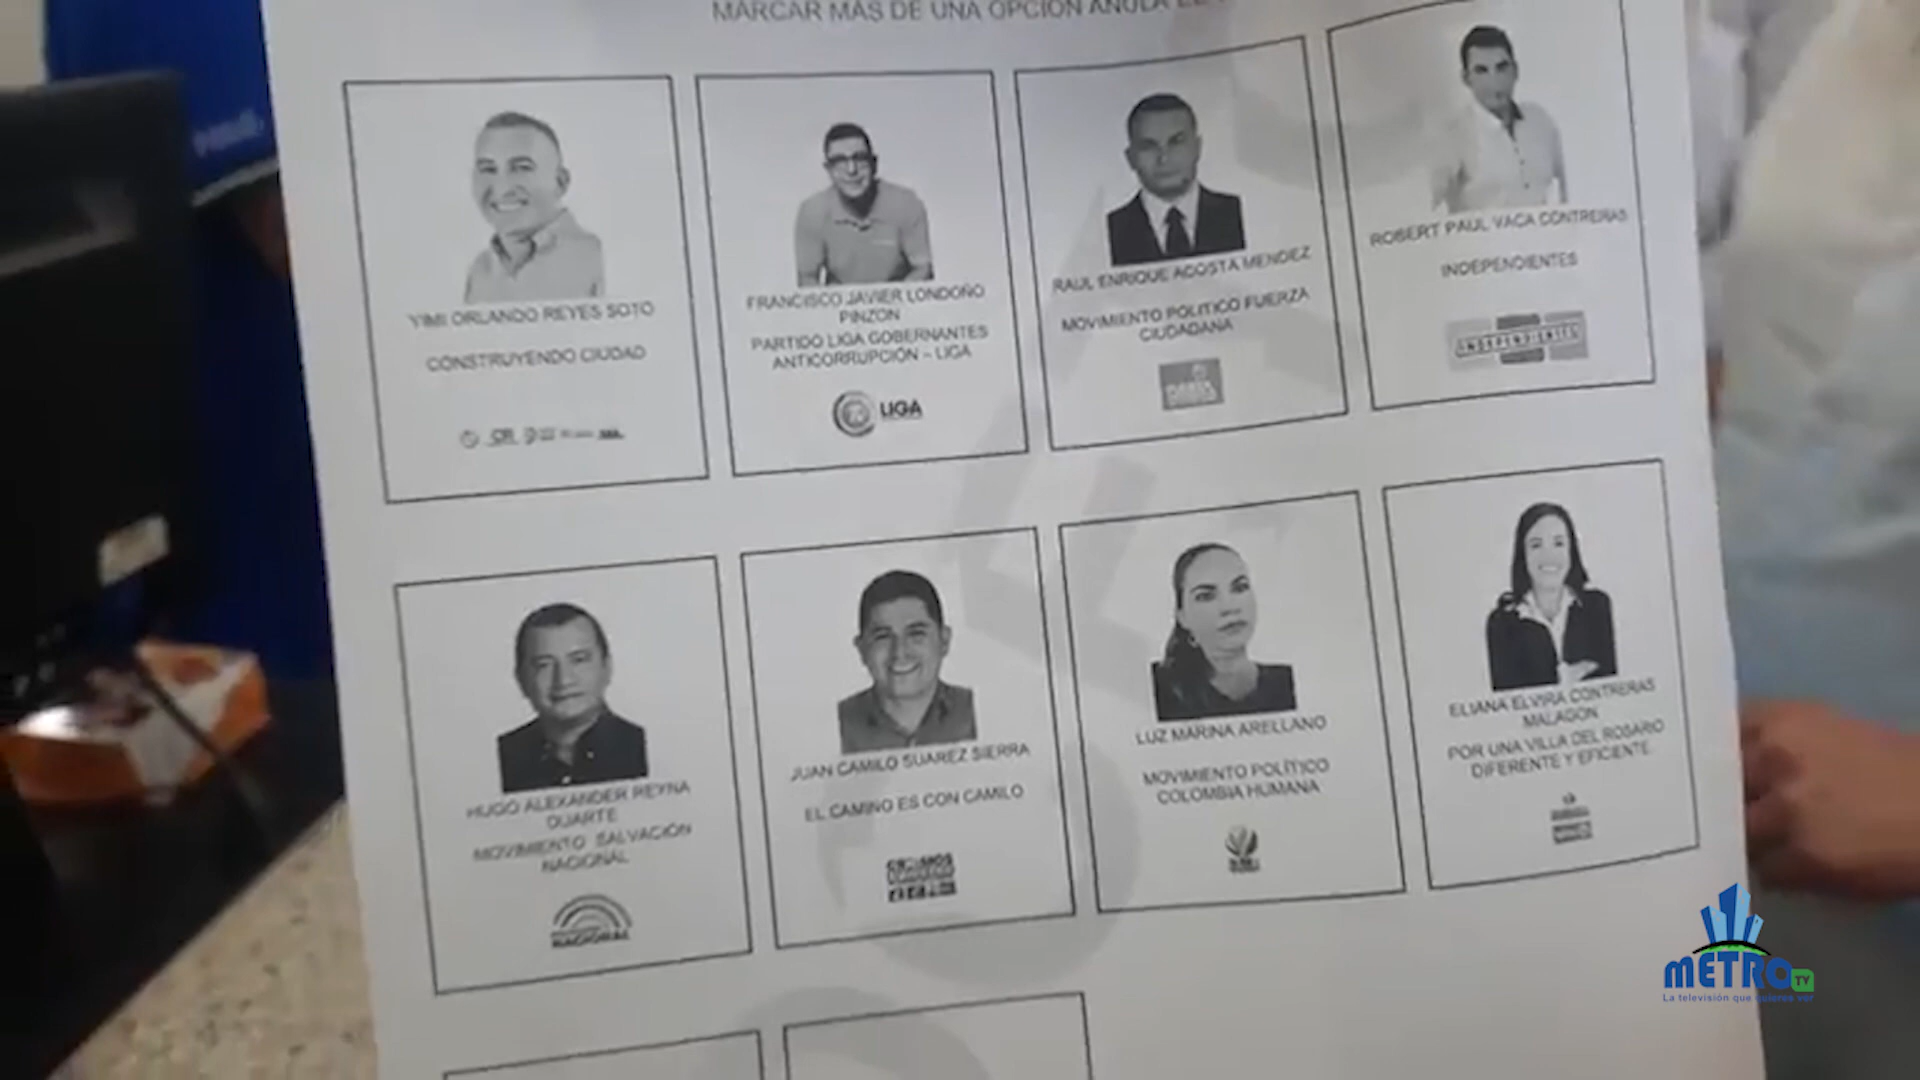 MARCAR MÁS DE UNA OPCIÓN ANULA EL
YIMI ORLANDO REYES SOTO
CONSTRUYENDO CIUDAD
FRANCISCO JAVIER LONDOÑO
PINZON
PARTIDO LIGA GOBERNANTES
ANTICORRUPCIÓN – LIGA
LIGA
RAUL ENRIQUE ACOSTA MENDEZ
MOVIMIENTO POLITICO FUERZA
CIUDADANA
ROBERT PAUL VACA CONTRERAS
INDEPENDIENTES
INDEPENDIENTES
HUGO ALEXANDER REYNA
DUARTE
MOVIMIENTO SALVACIÓN
NACIONAL
NACIONAL
JUAN CAMILO SUAREZ SIERRA
EL CAMINO ES CON CAMILO
LUZ MARINA ARELLANO
MOVIMIENTO POLÍTICO
COLOMBIA HUMANA
ELIANA ELVIRA CONTRERAS
MALAGON
POR UNA VILLA DEL ROSARIO
DIFERENTE Y EFICIENTE
METRO TV
La televisión que quieres ver